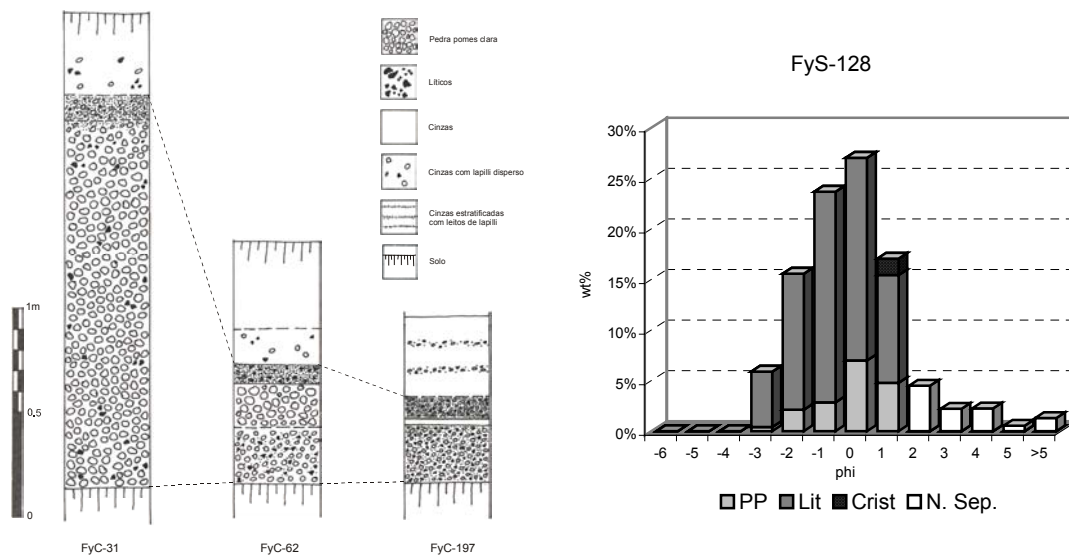 Pedra pomes clara
Líticos
Cinzas
Cinzas com lapilli disperso
Cinzas estratificadas
com leitos de lapilli
Solo
1m
0.5
0
FyC-31
FyC-62
FyC-197
FyS-128
30%
25%
20%
15%
10%
5%
0%
wt%
-6 -5 -4 -3 -2 -1 0 1 2 3 4 5 >5
phi
PP Lit Crist N. Sep.